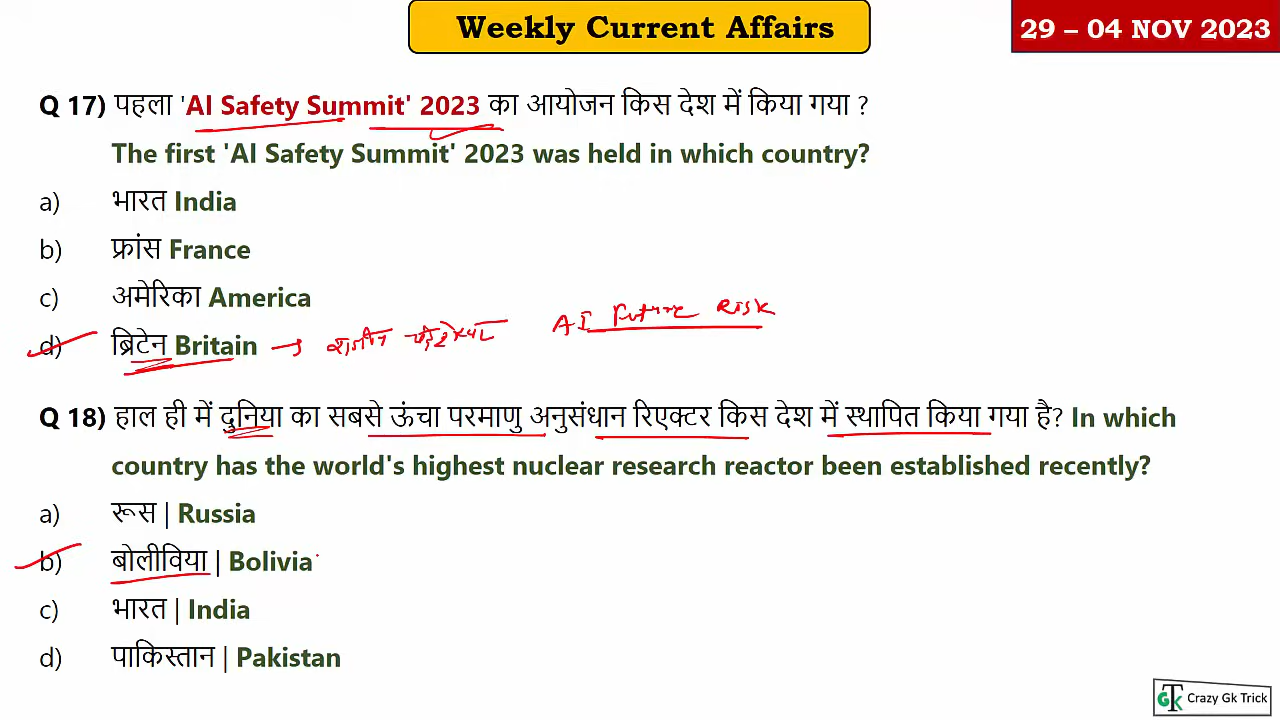 Weekly Current Affairs
29 – 04 NOV 2023
Q 17) पहला 'AI Safety Summit' 2023 का आयोजन किस देश में किया गया ?
The first 'AI Safety Summit' 2023 was held in which country?
a) भारत India
b) फ्रांस France
c) अमेरिका America
AI Future Risk
d) ब्रिटेन Britain
Q 18) हाल ही में दुनिया का सबसे ऊंचा परमाणु अनुसंधान रिएक्टर किस देश में स्थापित किया गया है? In which
country has the world's highest nuclear research reactor been established recently?
a) रूस | Russia
b) बोलीविया | Bolivia
c) भारत | India
d) पाकिस्तान | Pakistan
GTK Crazy Gk Trick